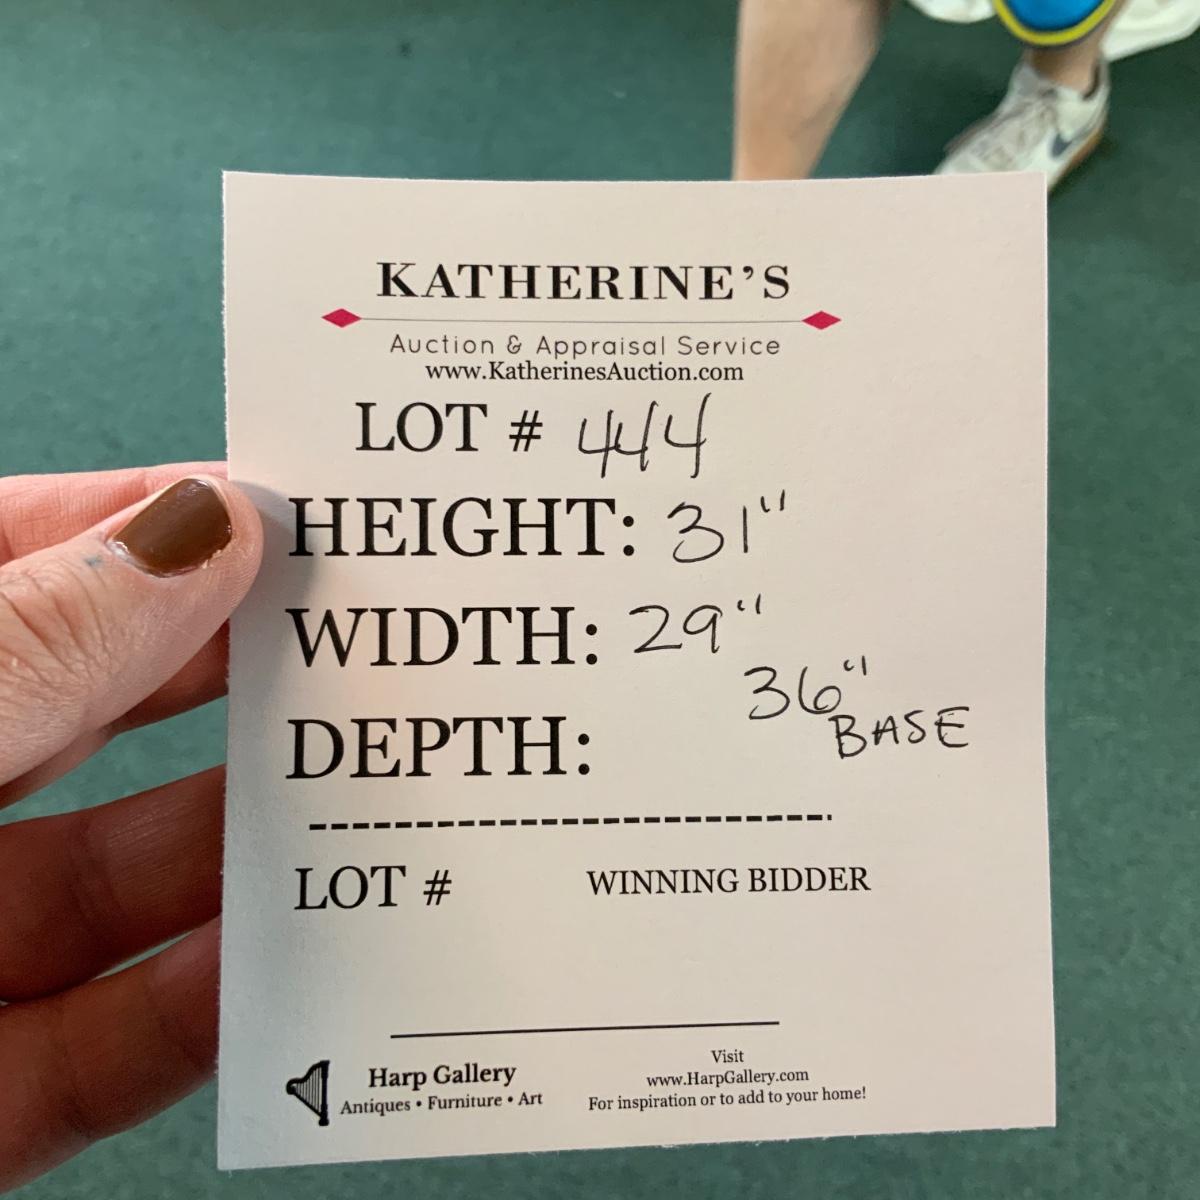 KATHERINE'S
Auction & Appraisal Service
www.KatherinesAuction.com
LOT # 444
HEIGHT: 31"
WIDTH: 29"
36"
BASE
DEPTH:
LOT #
WINNING BIDDER
Harp Gallery
Antiques • Furniture • Art
Visit
www.HarpGallery.com
For inspiration or to add to your home!